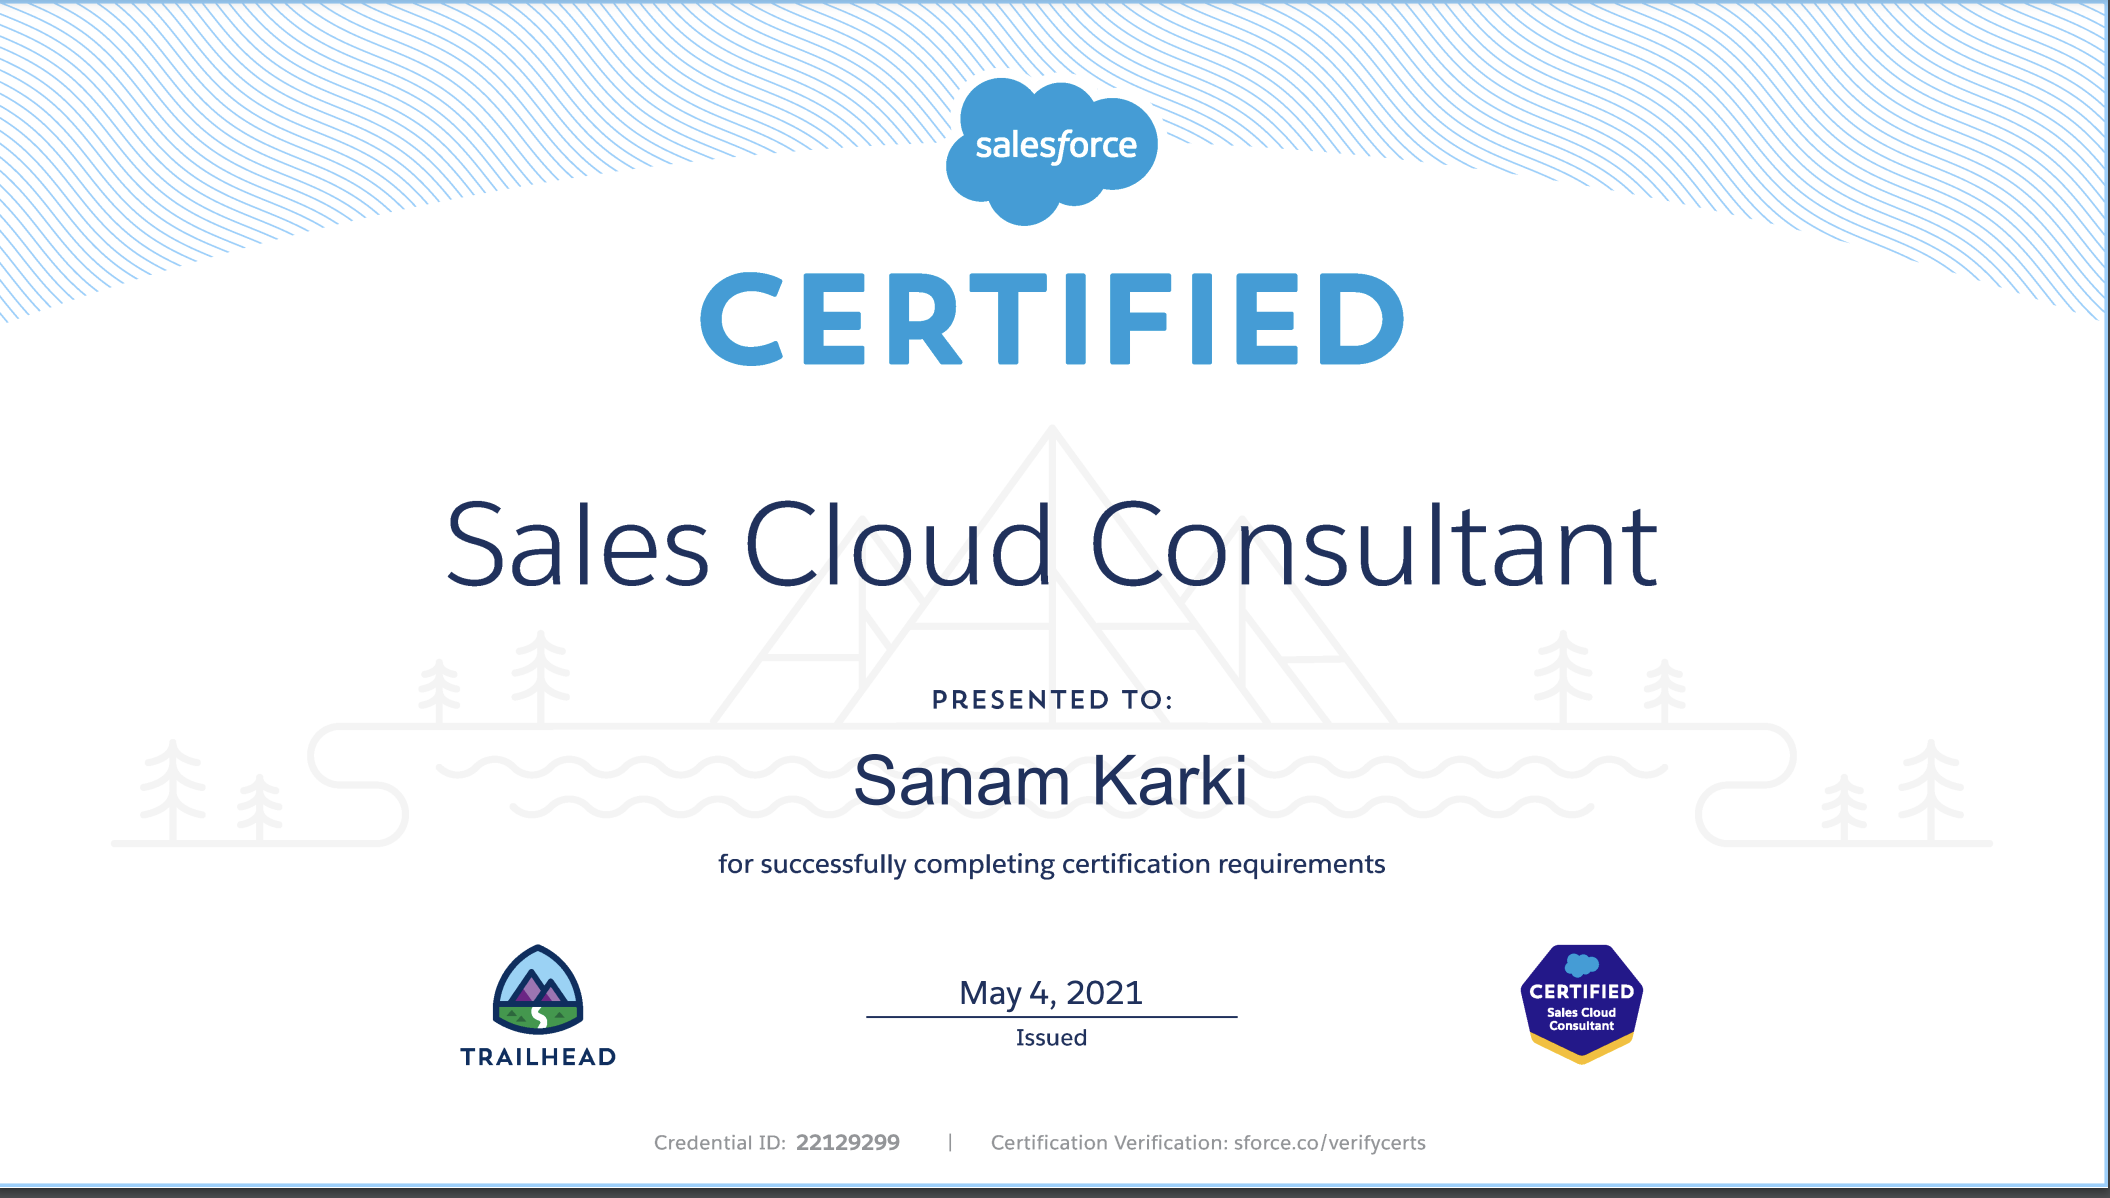 salesforce
CERTIFIED
Sales Cloud Consultant
PRESENTED TO:
Sanam Karki
for successfully completing certification requirements
TRAILHEAD
May 4, 2021
Issued
CERTIFIED
Sales Cloud
Consultant
Credential ID: 22129299 | Certification Verification: sforce.co/verifycerts